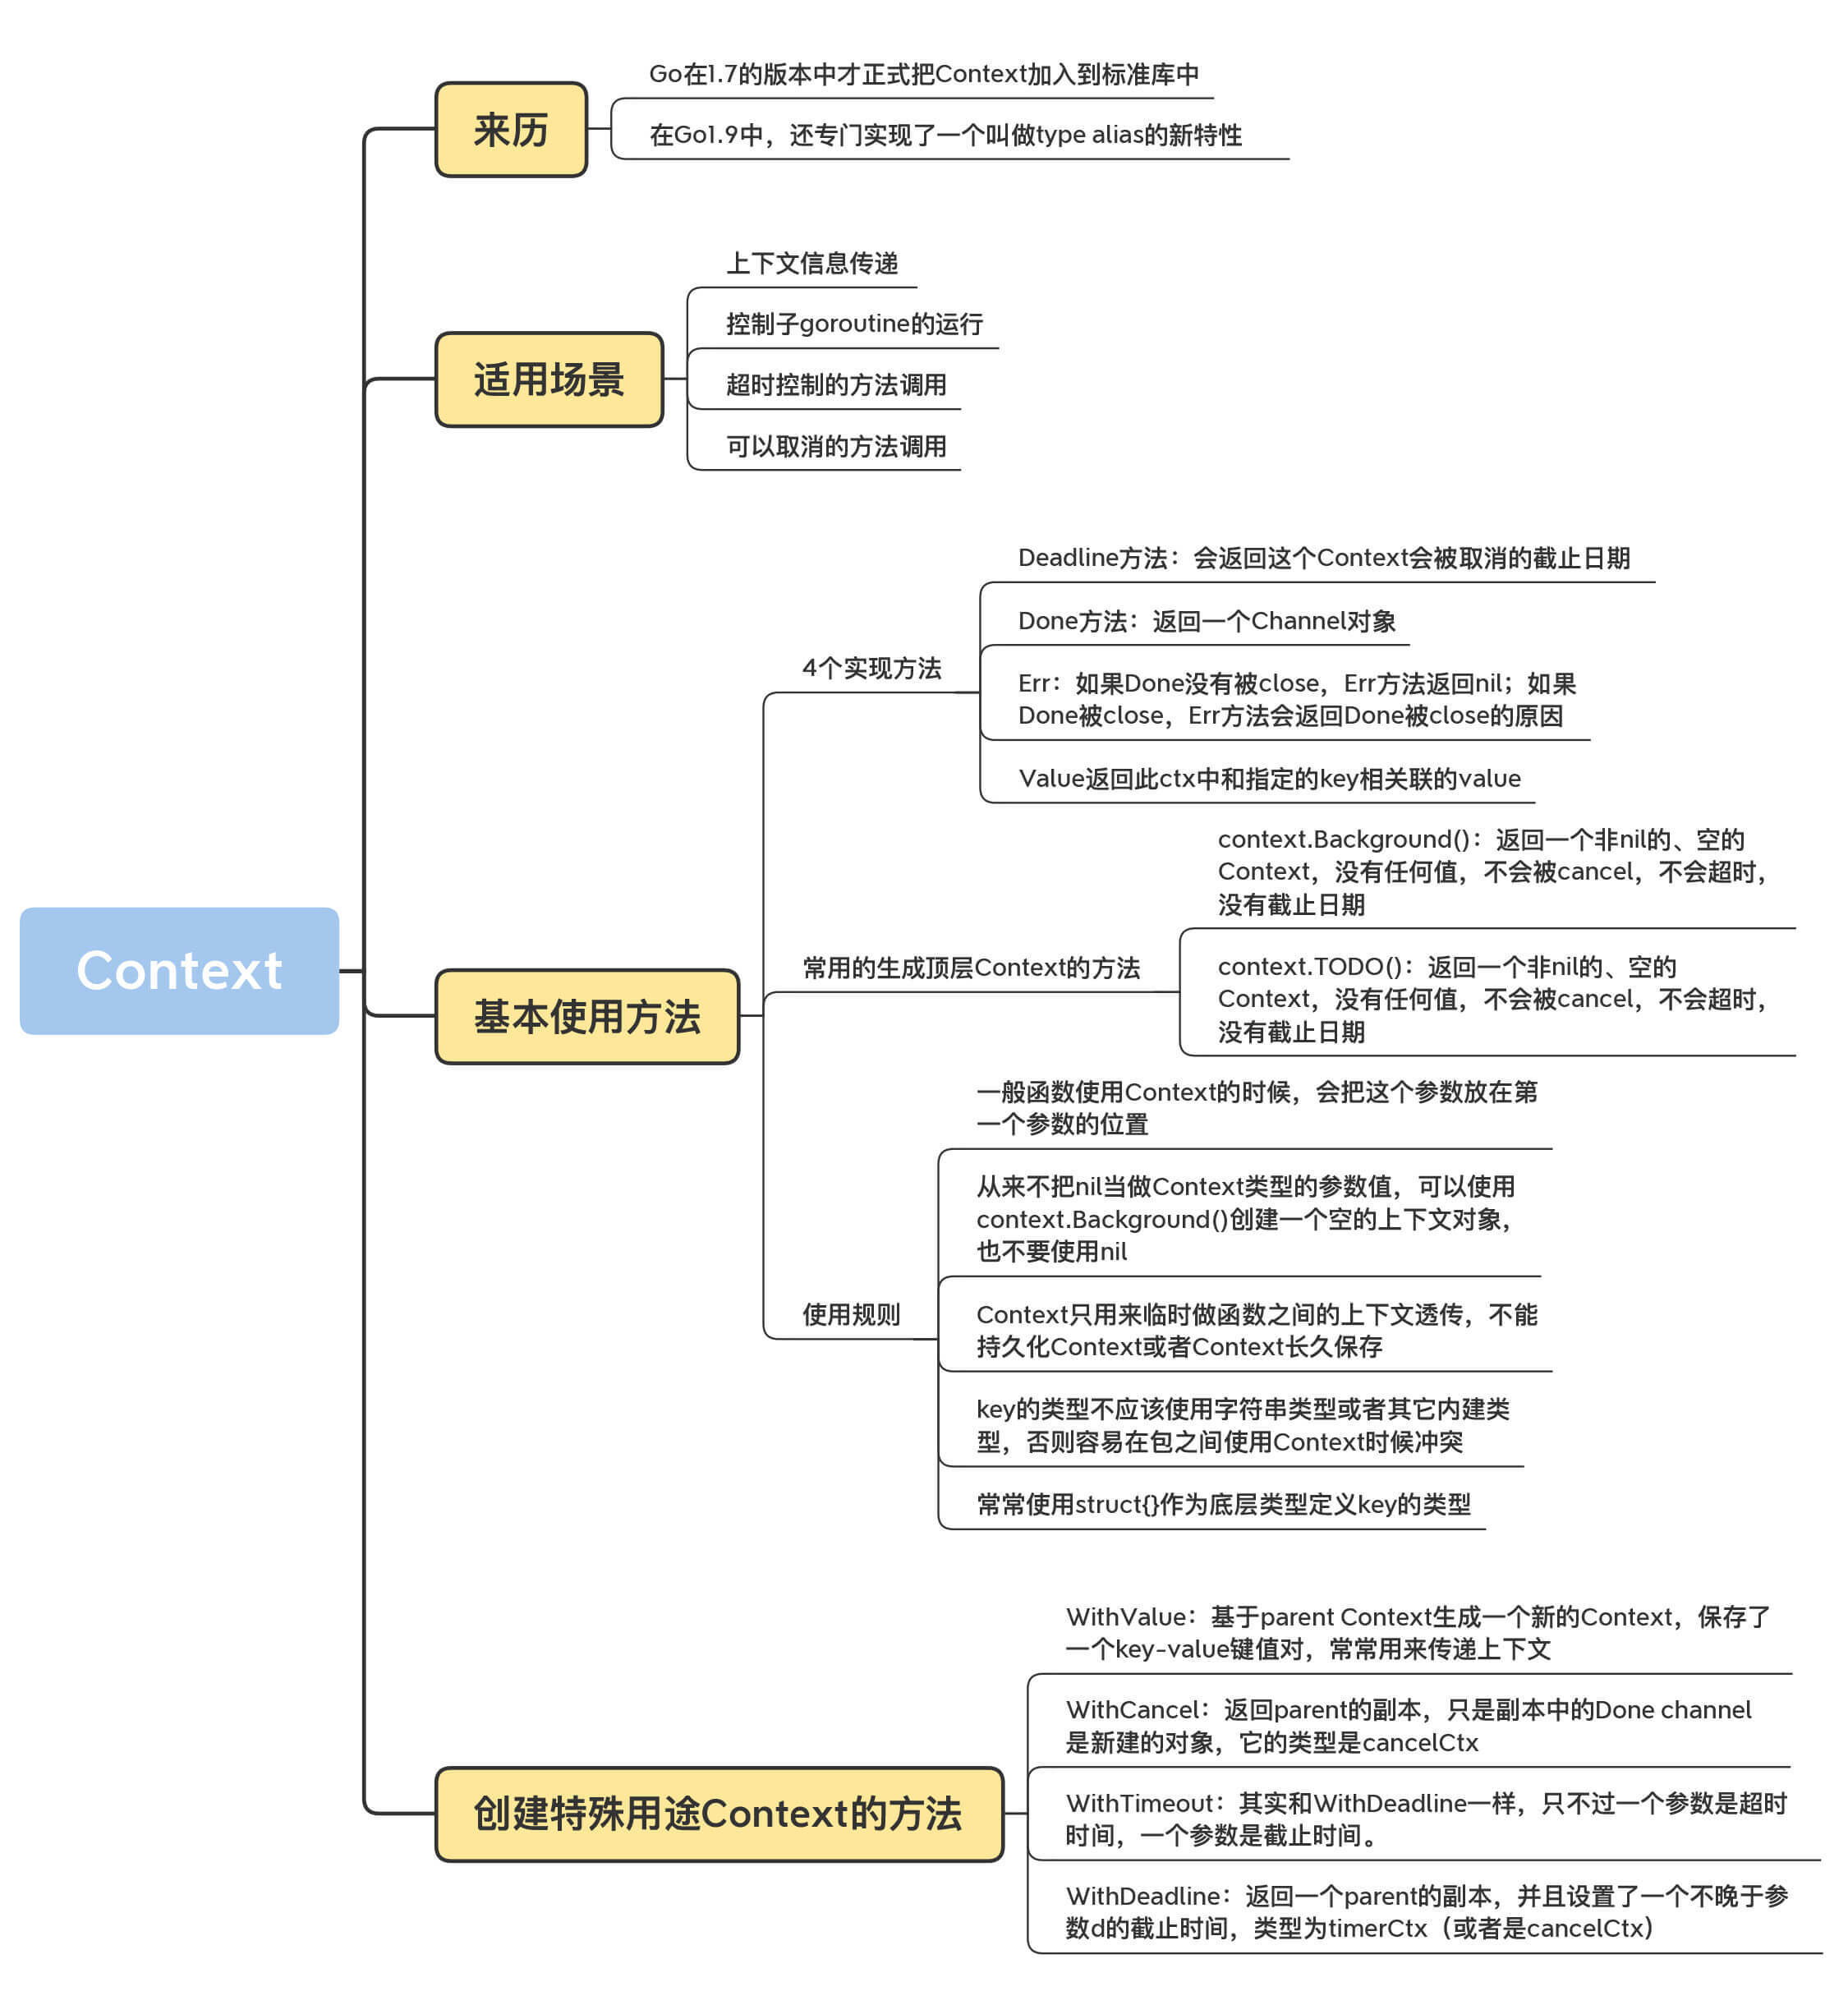 Context
来历
Go在1.7的版本中才正式把Context加入到标准库中
在Go1.9中，还专门实现了一个叫做type alias的新特性
适用场景
上下文信息传递
控制子goroutine的运行
超时控制的方法调用
可以取消的方法调用
基本使用方法
4个实现方法
Deadline方法：会返回这个Context会被取消的截止日期
Done方法：返回一个Channel对象
Err：如果Done没有被close，Err方法返回nil；如果
Done被close，Err方法会返回Done被close的原因
Value返回此ctx中和指定的key相关联的value
常用的生成顶层Context的方法
context.Background()：返回一个非nil的、空的
Context，没有任何值，不会被cancel，不会超时，
没有截止日期
context.TODO()：返回一个非nil的、空的
Context，没有任何值，不会被cancel，不会超时，
没有截止日期
使用规则
一般函数使用Context的时候，会把这个参数放在第
一个参数的位置
从来不把nil当做Context类型的参数值，可以使用
context.Background()创建一个空的上下文对象，
也不要使用nil
Context只用来临时做函数之间的上下文透传，不能
持久化Context或者Context长久保存
key的类型不应该使用字符串类型或者其它内建类
型，否则容易在包之间使用Context时候冲突
常常使用struct{}作为底层类型定义key的类型
创建特殊用途Context的方法
WithValue：基于parent Context生成一个新的Context，保存了
一个key-value键值对，常常用来传递上下文
WithCancel：返回parent的副本，只是副本中的Done channel
是新建的对象，它的类型是cancelCtx
WithTimeout：其实和WithDeadline一样，只不过一个参数是超时
时间，一个参数是截止时间。
WithDeadline：返回一个parent的副本，并且设置了一个不晚于参
数d的截止时间，类型为timerCtx（或者是cancelCtx）